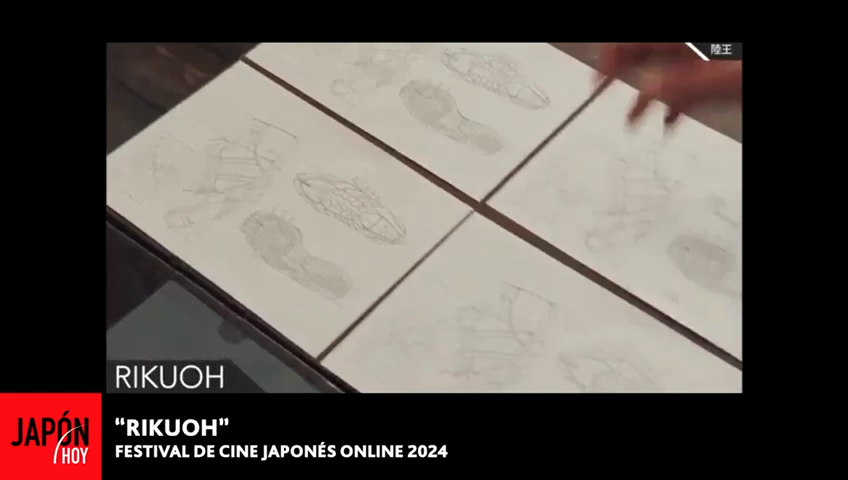 陸王
RIKUOH
JAPÓN
HOY
“RIKUOH”
FESTIVAL DE CINE JAPONÉS ONLINE 2024